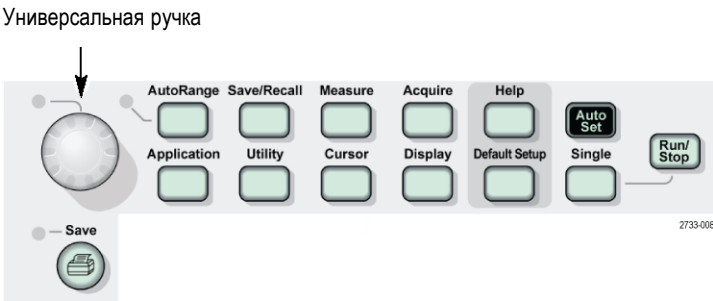 Универсальная ручка
AutoRange Save/Recall Measure Acquire Help
Auto
Set
Run/
Stop
Application Utility Cursor Display Default Setup Single
2733-008
Save